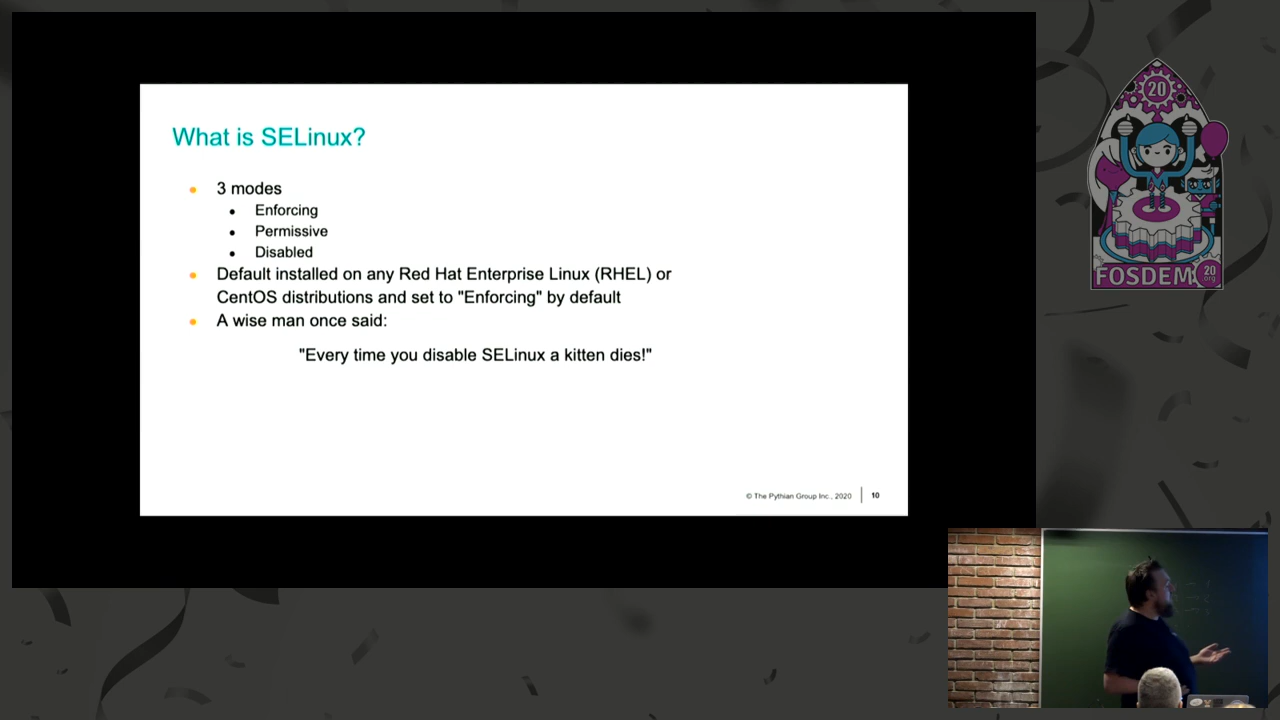 What is SELinux?
3 modes
Enforcing
Permissive
Disabled
Default installed on any Red Hat Enterprise Linux (RHEL) or
CentOS distributions and set to "Enforcing" by default
A wise man once said:
"Every time you disable SELinux a kitten dies!"
© The Pythian Group Inc., 2020
10
20
FOSDEM
20
org